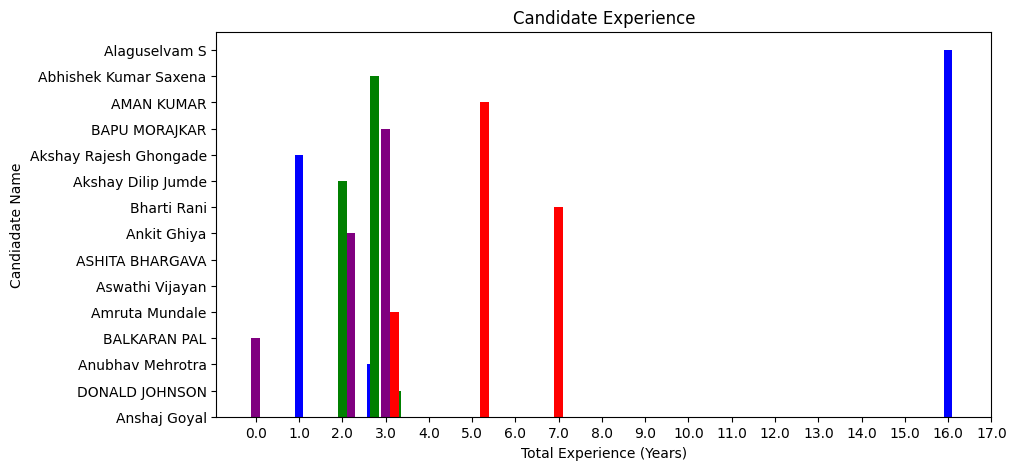 Candidate Experience
Alaguselvam S
Abhishek Kumar Saxena
AMAN KUMAR
BAPU MORAJKAR
Akshay Rajesh Ghongade
Akshay Dilip Jumde
Bharti Rani
Ankit Ghiya
ASHITA BHARGAVA
Aswathi Vijayan
Amruta Mundale
BALKARAN PAL
Anubhav Mehrotra
DONALD JOHNSON
Anshaj Goyal
Candiadate Name
0.0 1.0 2.0 3.0 4.0 5.0 6.0 7.0 8.0 9.0 10.0 11.0 12.0 13.0 14.0 15.0 16.0 17.0
Total Experience (Years)